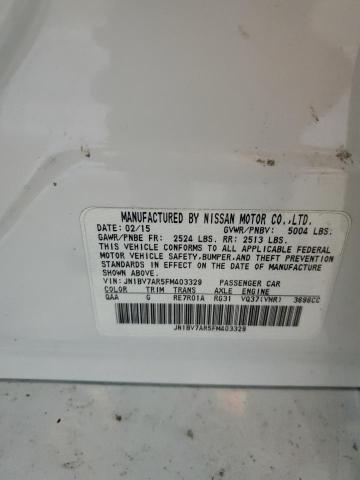 MANUFACTURED BY NISSAN MOTOR CO.,LTD.
DATE: 02/15 GVWR/PNBV: 5004 LBS.
GAWR/PNBE FR: 2524 LBS. RR: 2513 LBS.
THIS VEHICLE CONFORMS TO ALL APPLICABLE FEDERAL
MOTOR VEHICLE SAFETY, BUMPER, AND THEFT PREVENTION
STANDARDS IN EFFECT ON THE DATE OF MANUFACTURE
SHOWN ABOVE.
VIN: JN1BV7AR5FM403329 PASSENGER CAR
COLOR TRIM TRANS AXLE ENGINE
QAA G RE7R01A RG31 VQ37(VHR) 3696CC
JN1BV7AR5FM403329